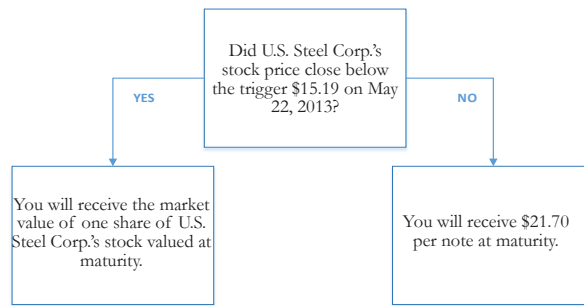 Did U.S. Steel Corp.'s
stock price close below
the trigger $15.19 on May
22, 2013?
YES
NO
You will receive the market
value of one share of U.S.
Steel Corp.'s stock valued at
maturity.
You will receive $21.70
per note at maturity.